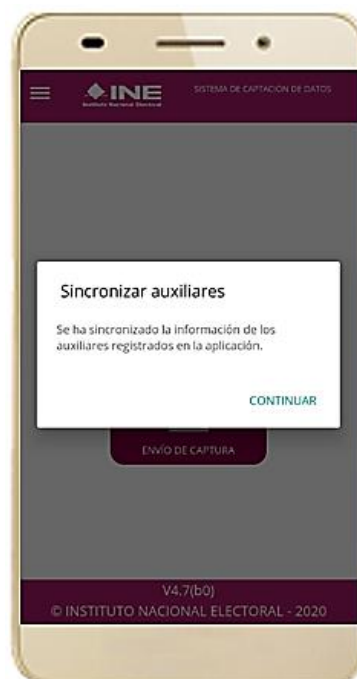 INE
Instituto Nacional Electoral
SISTEMA DE CAPTACIÓN DE DATOS
Sincronizar auxiliares
Se ha sincronizado la información de los
auxiliares registrados en la aplicación.
CONTINUAR
ENVÍO DE CAPTURA
V4.7(b0)
© INSTITUTO NACIONAL ELECTORAL - 2020